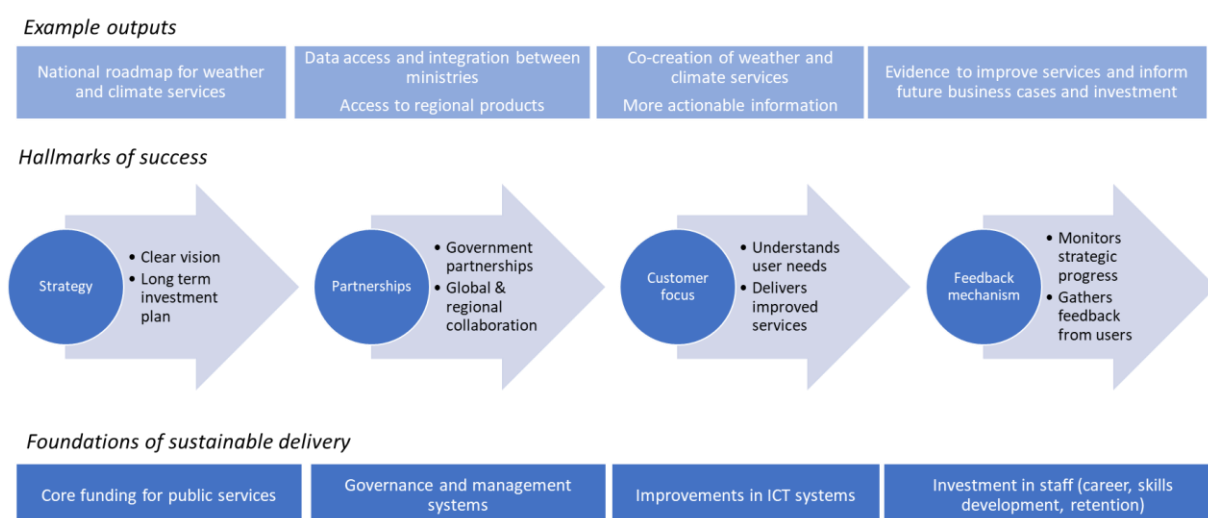 Example outputs
National roadmap for weather
and climate services
Data access and integration between
ministries
Access to regional products
Co-creation of weather and
climate services
More actionable information
Evidence to improve services and inform
future business cases and investment
Hallmarks of success
Strategy
• Clear vision
• Long term
investment
plan
Partnerships
• Government
partnerships
• Global &
regional
collaboration
Customer
focus
• Understands
user needs
• Delivers
improved
services
Feedback
mechanism
• Monitors
strategic
progress
• Gathers
feedback
from users
Foundations of sustainable delivery
Core funding for public services
Governance and management
systems
Improvements in ICT systems
Investment in staff (career, skills
development, retention)